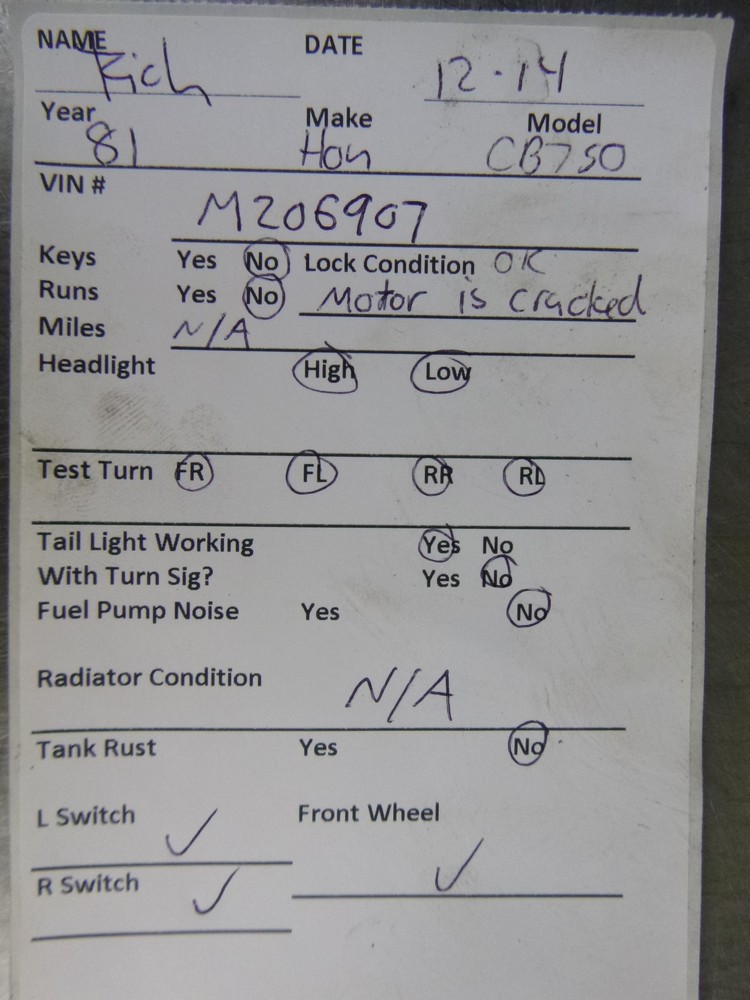 NAME Rich DATE 12-14
Year 81 Make Hon Model CB750
VIN # M206907
Keys Yes No Lock Condition OK
Runs Yes No Motor is cracked
Miles N/A
Headlight High Low
Test Turn FR FL RR RL
Tail Light Working Yes No
With Turn Sig? Yes No
Fuel Pump Noise Yes No
Radiator Condition N/A
Tank Rust Yes No
L Switch ✓ Front Wheel ✓
R Switch ✓